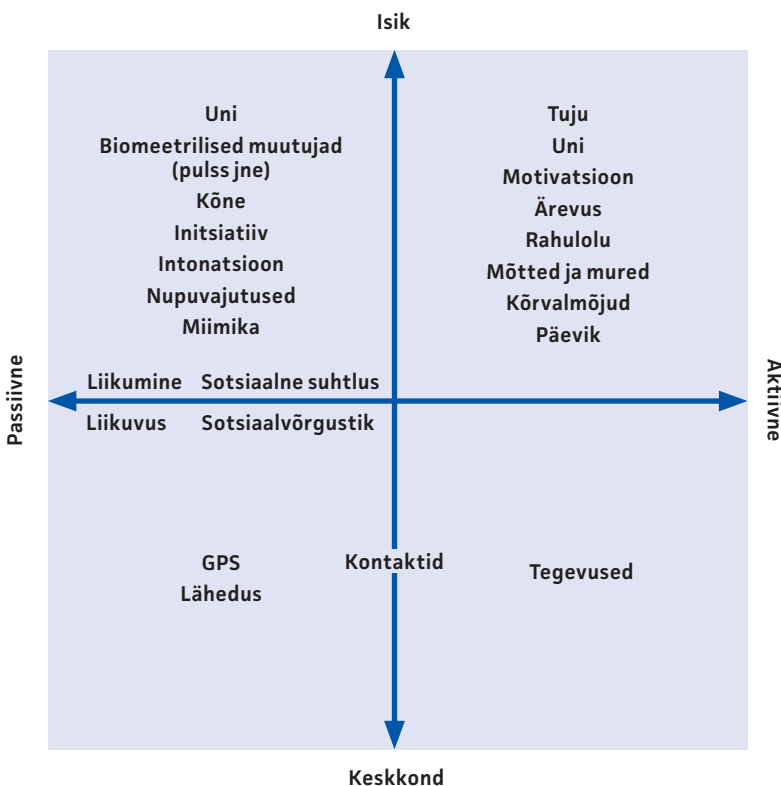 Isik
Uni
Biomeetrilised muutujad
(pulss jne)
Kõne
Initsiatiiv
Intonatsioon
Nupuvajutused
Miimika
Tuju
Uni
Motivatsioon
Ärevus
Rahulolu
Mõtted ja mured
Kõrvalmõjud
Päevik
Passiivne
Liikumine Sotsiaalne suhtlus
Liikuvus Sotsiaalvõrgustik
Aktiivne
GPS
Lähedus
Kontaktid
Tegevused
Keskkond